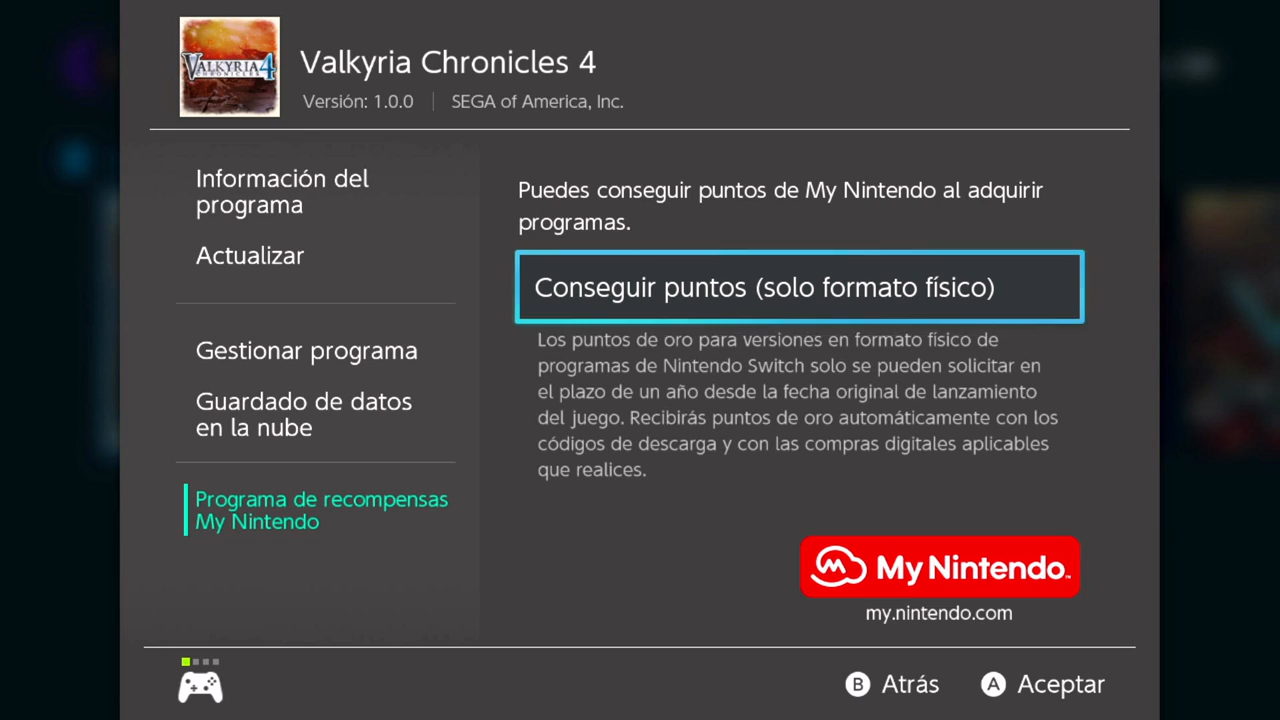 VALKYRIA 4
CHRONICLES
Valkyria Chronicles 4
Versión: 1.0.0 | SEGA of America, Inc.
Información del
programa
Actualizar
Gestionar programa
Guardado de datos
en la nube
Programa de recompensas
My Nintendo
Puedes conseguir puntos de My Nintendo al adquirir
programas.
Conseguir puntos (solo formato físico)
Los puntos de oro para versiones en formato físico de
programas de Nintendo Switch solo se pueden solicitar en
el plazo de un año desde la fecha original de lanzamiento
del juego. Recibirás puntos de oro automáticamente con los
códigos de descarga y con las compras digitales aplicables
que realices.
My Nintendo™
my.nintendo.com
B Atrás
A Aceptar